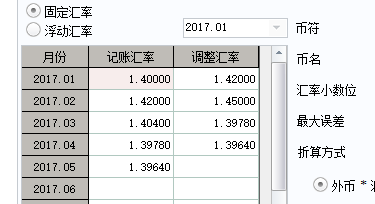 固定汇率
浮动汇率
2017.01
币符
月份 记账汇率 调整汇率
币名
2017.01 1.40000 1.42000
汇率小数位
2017.02 1.42000 1.45000
2017.03 1.40400 1.39780
最大误差
2017.04 1.39780 1.39640
折算方式
2017.05 1.39640
2017.06
外币 *